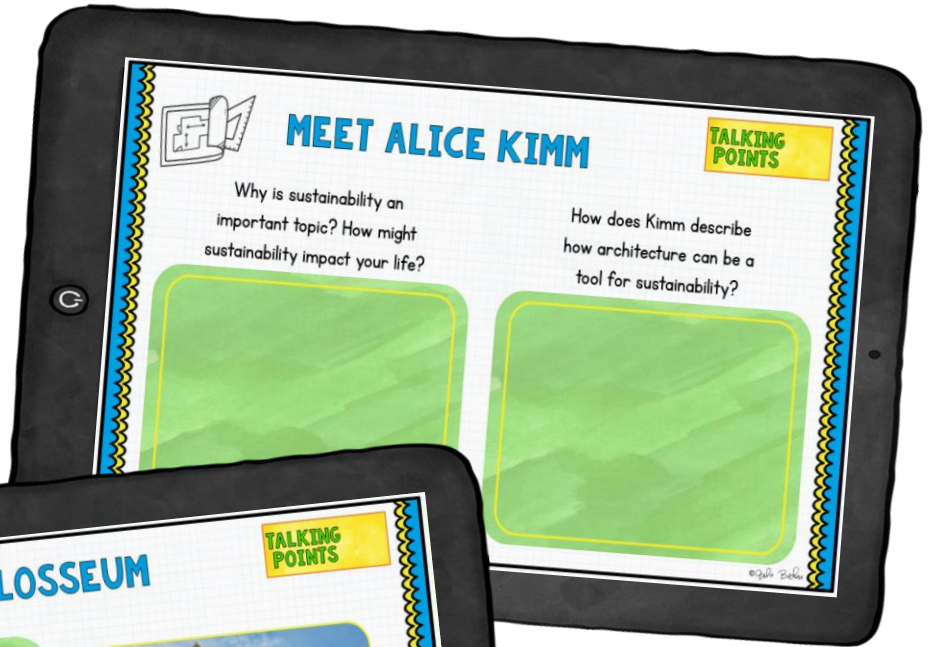 MEET ALICE KIMM
TALKING
POINTS
Why is sustainability an
important topic? How might
sustainability impact your life?
How does Kimm describe
how architecture can be a
tool for sustainability?
LOSSEUM
TALKING
POINTS